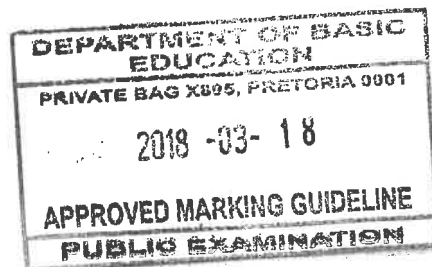 DEPARTMENT OF BASIC
EDUCATION
PRIVATE BAG X895, PRETORIA 0001
2018 -03- 18
APPROVED MARKING GUIDELINE
PUBLIC EXAMINATION